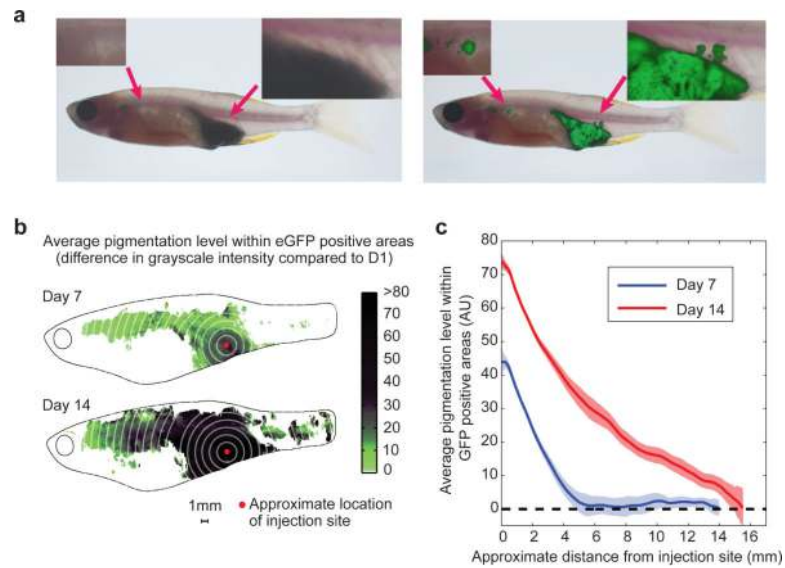 a
b
Average pigmentation level within eGFP positive areas
(difference in grayscale intensity compared to D1)
Day 7
Day 14
>80
70
60
50
40
30
20
10
0
1mm
Approximate location
of injection site
c
80
70
60
50
40
30
20
10
0
Average pigmentation level within
GFP positive areas (AU)
Day 7
Day 14
0 2 4 6 8 10 12 14 16
Approximate distance from injection site (mm)